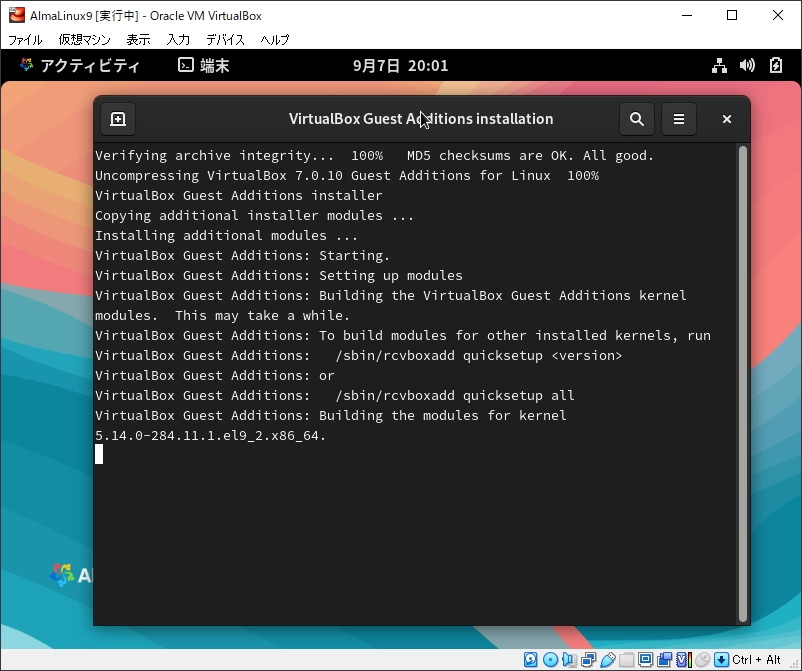 AlmaLinux9 [実行中] - Oracle VM VirtualBox
ファイル 仮想マシン 表示 入力 デバイス ヘルプ
アクティビティ 端末 9月7日 20:01
VirtualBox Guest Additions installation
Verifying archive integrity...  100%   MD5 checksums are OK. All good.
Uncompressing VirtualBox 7.0.10 Guest Additions for Linux  100%
VirtualBox Guest Additions installer
Copying additional installer modules ...
Installing additional modules ...
VirtualBox Guest Additions: Starting.
VirtualBox Guest Additions: Setting up modules
VirtualBox Guest Additions: Building the VirtualBox Guest Additions kernel
modules.  This may take a while.
VirtualBox Guest Additions: To build modules for other installed kernels, run
VirtualBox Guest Additions:   /sbin/rcvboxadd quicksetup <version>
VirtualBox Guest Additions: or
VirtualBox Guest Additions:   /sbin/rcvboxadd quicksetup all
VirtualBox Guest Additions: Building the modules for kernel
5.14.0-284.11.1.el9_2.x86_64.
Ctrl + Alt